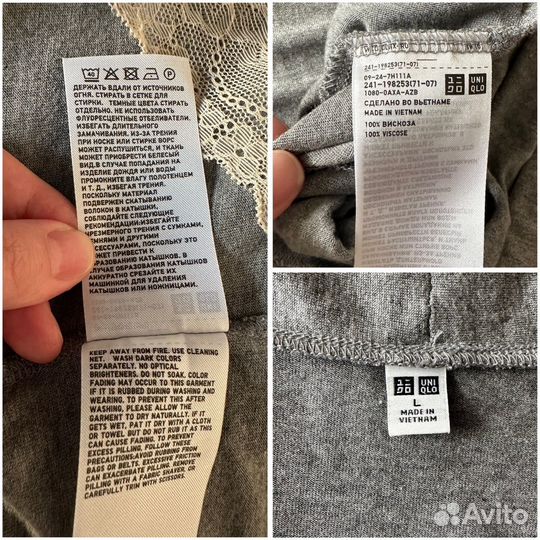 40
P
ДЕРЖАТЬ ВДАЛИ ОТ ИСТОЧНИКОВ
ОГНЯ. СТИРАТЬ В СЕТКЕ ДЛЯ
СТИРКИ. ТЕМНЫЕ ЦВЕТА СТИРАТЬ
ОТДЕЛЬНО. НЕ ИСПОЛЬЗОВАТЬ
ФЛУОРЕСЦЕНТНЫЕ ОТБЕЛИВАТЕЛИ.
ИЗБЕГАТЬ ДЛИТЕЛЬНОГО
ЗАМАЧИВАНИЯ. ИЗ-ЗА ТРЕНИЯ
ПРИ НОСКЕ ИЛИ СТИРКЕ ВОРС
МОЖЕТ ПОДНЯТЬСЯ, И ТКАНЬ
МОЖЕТ ПРИОБРЕСТИ БЕЛЕСЫЙ
ВИД.В СЛУЧАЕ ПОПАДАНИЯ НА
ИЗДЕЛИЕ ДОЖДЯ ИЛИ ВОДЫ
ПРОМОКНИТЕ ВЛАГУ ПОЛОТЕНЦЕМ
И Т. Д., ИЗБЕГАЯ ТРЕНИЯ.
ПОСКОЛЬКУ МАТЕРИАЛ
ПОДВЕРЖЕН СКАТЫВАНИЮ
ВОЛОКОН В КАТЫШКИ,
СОБЛЮДАЙТЕ СЛЕДУЮЩИЕ
РЕКОМЕНДАЦИИ:ИЗБЕГАЙТЕ
ЧРЕЗМЕРНОГО ТРЕНИЯ С СУМКАМИ,
РЕМНЯМИ И ДРУГИМИ
АКСЕССУАРАМИ, ПОСКОЛЬКУ ЭТО
МОЖЕТ ПРИВЕСТИ К
ОБРАЗОВАНИЮ КАТЫШКОВ. В
СЛУЧАЕ ОБРАЗОВАНИЯ КАТЫШКОВ
АККУРАТНО СРЕЗАЙТЕ ИХ
МАШИНКОЙ ДЛЯ УДАЛЕНИЯ
КАТЫШКОВ ИЛИ НОЖНИЦАМИ.
KEEP AWAY FROM FIRE. USE CLEANING
NET. WASH DARK COLORS
SEPARATELY. NO OPTICAL
BRIGHTENERS. DO NOT SOAK. COLOR
FADING MAY OCCUR TO THIS GARMENT
IF IT IS RUBBED DURING WASHING AND
WEARING. TO PREVENT THIS AFTER
WASHING, PLEASE ALLOW THE
GARMENT TO DRY NATURALLY. IF IT
GETS WET, PAT IT DRY WITH A CLOTH
OR TOWEL BUT DO NOT RUB IT AS THIS
CAN CAUSE FADING. TO PREVENT
FROM EXCESSIVE PILLING, FOLLOW THESE
PRECAUTIONS:AVOID RUBBING WITH
BAGS OR BELTS. EXCESSIVE FRICTION
CAN EXACERBATE PILLING. REMOVE
PILLING WITH A FABRIC SHAVER, OR
CAREFULLY TRIM WITH SCISSORS.
241-198253(71-07)
09-24-7H111A
241-198253(71-07)
1080-0AXA-AZB
UNI
QLO
СДЕЛАНО ВО ВЬЕТНАМЕ
MADE IN VIETNAM
100% ВИСКОЗА
100% VISCOSE
UNI
QLO
L
MADE IN
VIETNAM
Avito